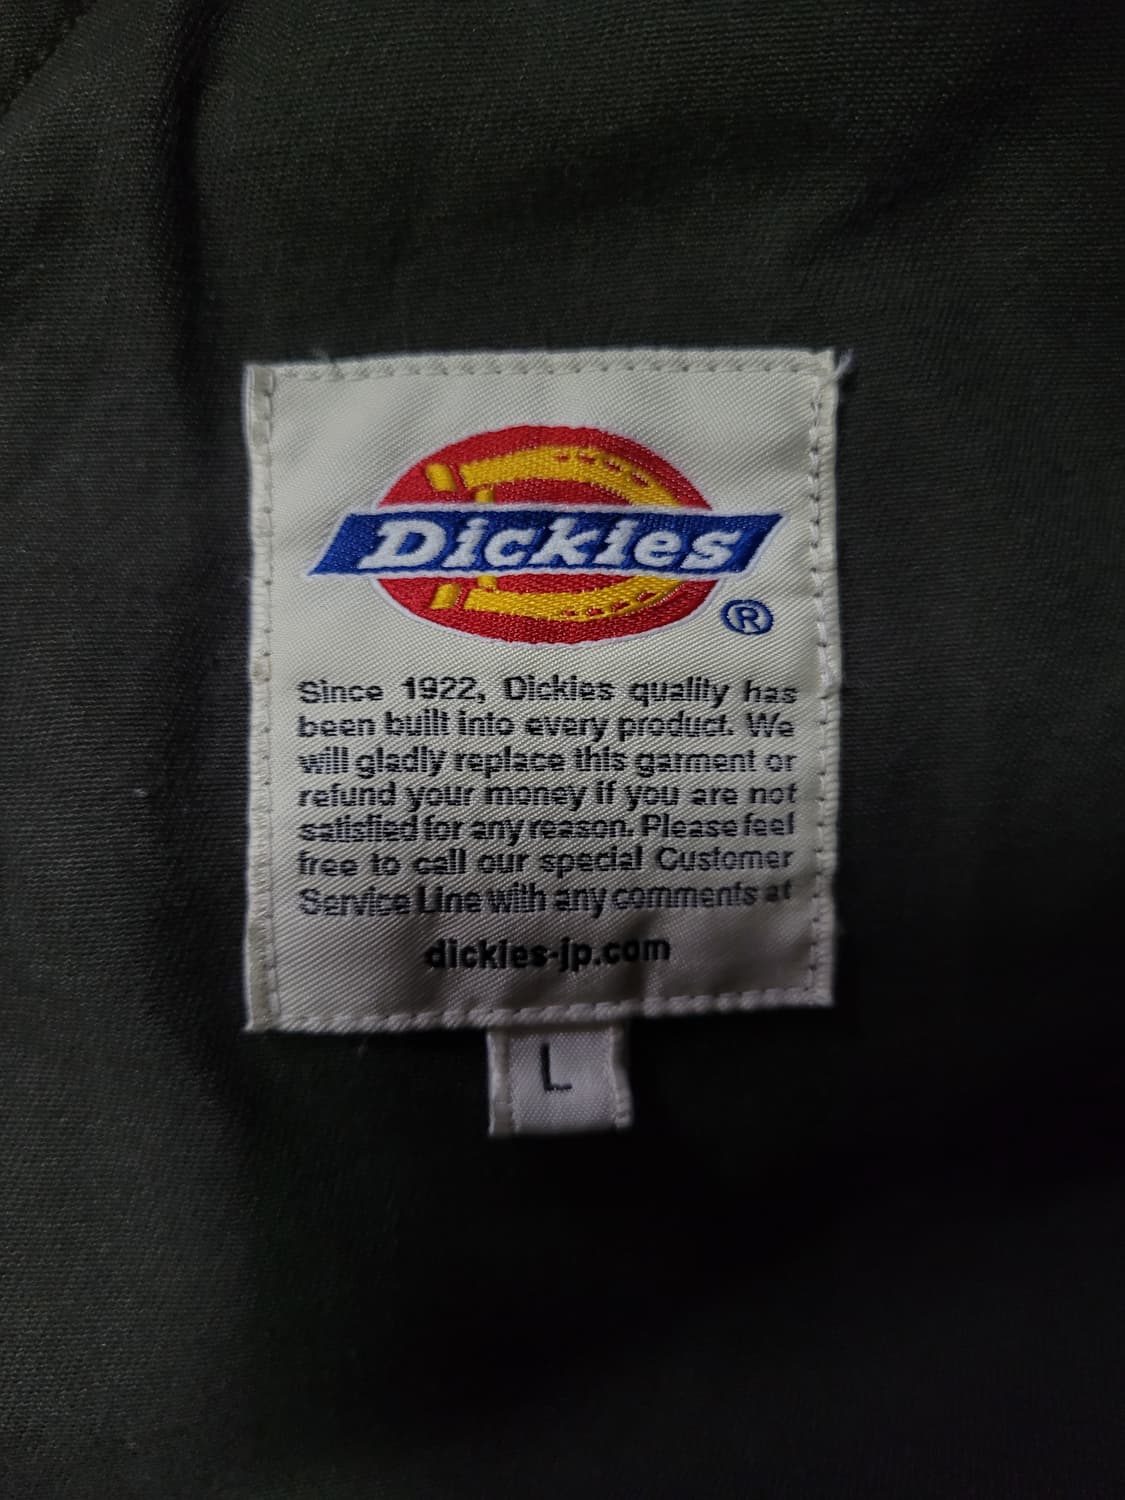 Dickies
®
Since 1922, Dickies quality has
been built into every product. We
will gladly replace this garment or
refund your money if you are not
satisfied for any reason. Please feel
free to call our special Customer
Service Line with any comments at
dickies-jp.com
L